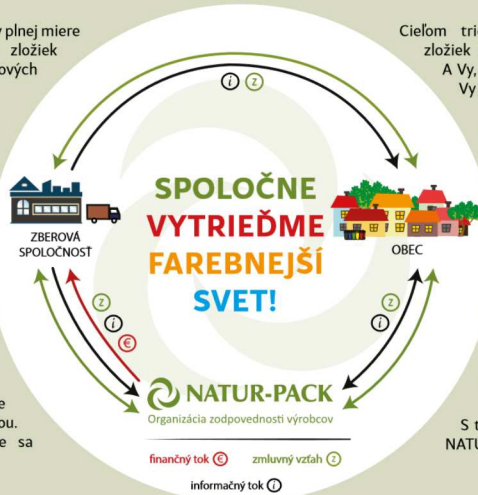 plnej miere
zložiek
ových
Cieľom
zložiek
A Vy,
Vy
i z
SPOLOČNE
VYTRIEĎME
FAREBNEJŠÍ
SVET!
ZBEROVÁ
SPOLOČNOSŤ
OBEC
z
i
€
z
i
NATUR-PACK
Organizácia zodpovednosti výrobcov
e
ou.
e sa
S
NATU
finančný tok € zmluvný vzťah z
informačný tok i